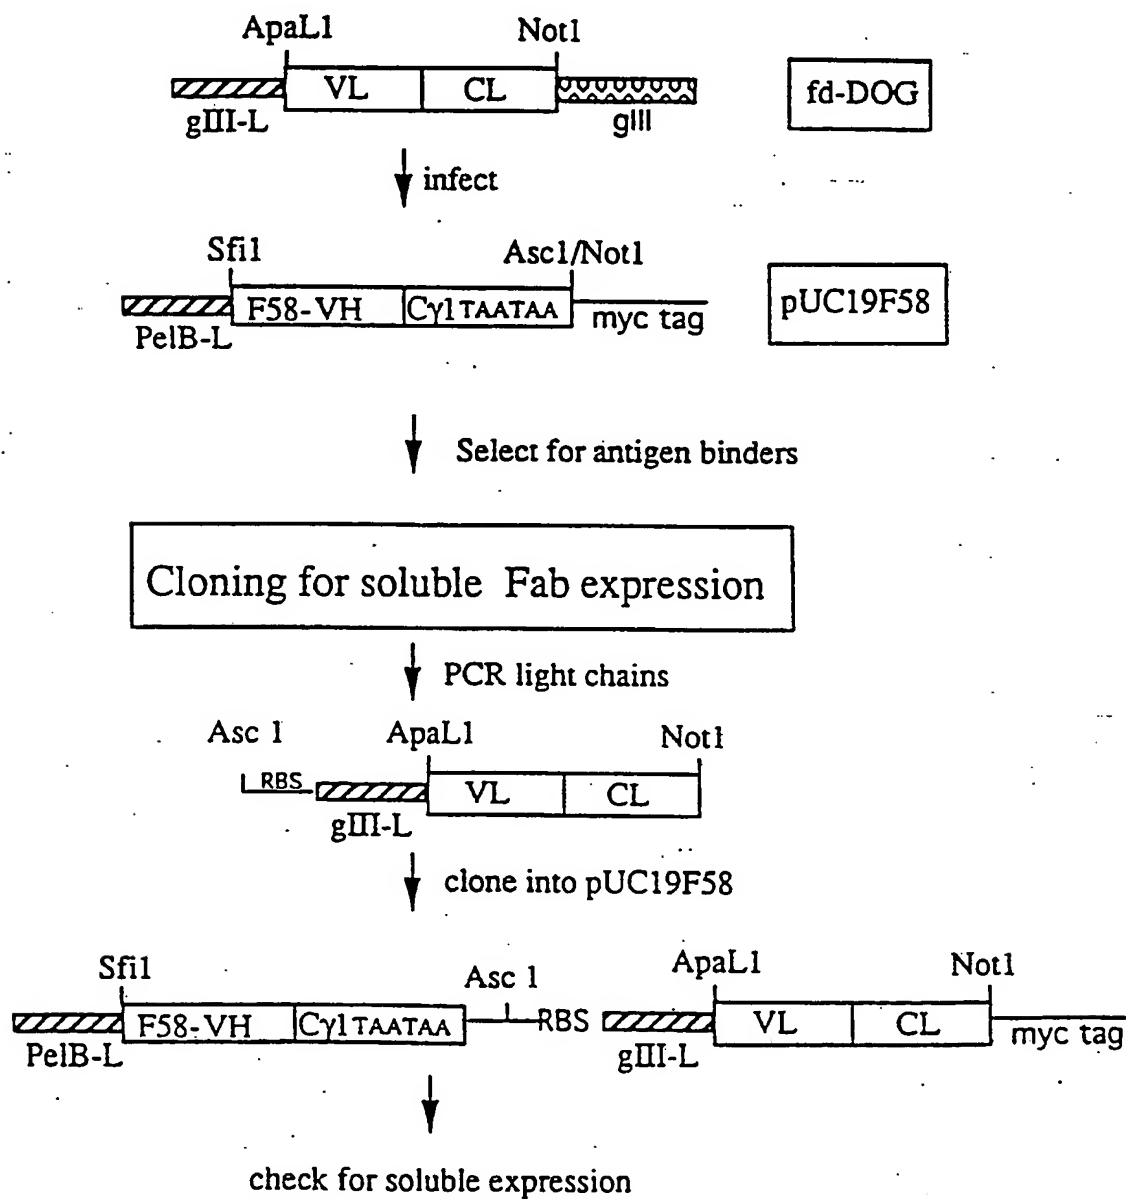 ApaL1 Not1
VL CL fd-DOG
gIII-L gIII
infect
Sfi1 Asc1/Not1
F58-VH Cγ1 TAATAA pUC19F58
PelB-L myc tag
Select for antigen binders
Cloning for soluble Fab expression
PCR light chains
Asc 1 ApaL1 Not1
RBS VL CL
gIII-L
clone into pUC19F58
Sfi1 Asc 1 ApaL1 Not1
F58-VH Cγ1 TAATAA RBS VL CL
PelB-L gIII-L myc tag
check for soluble expression